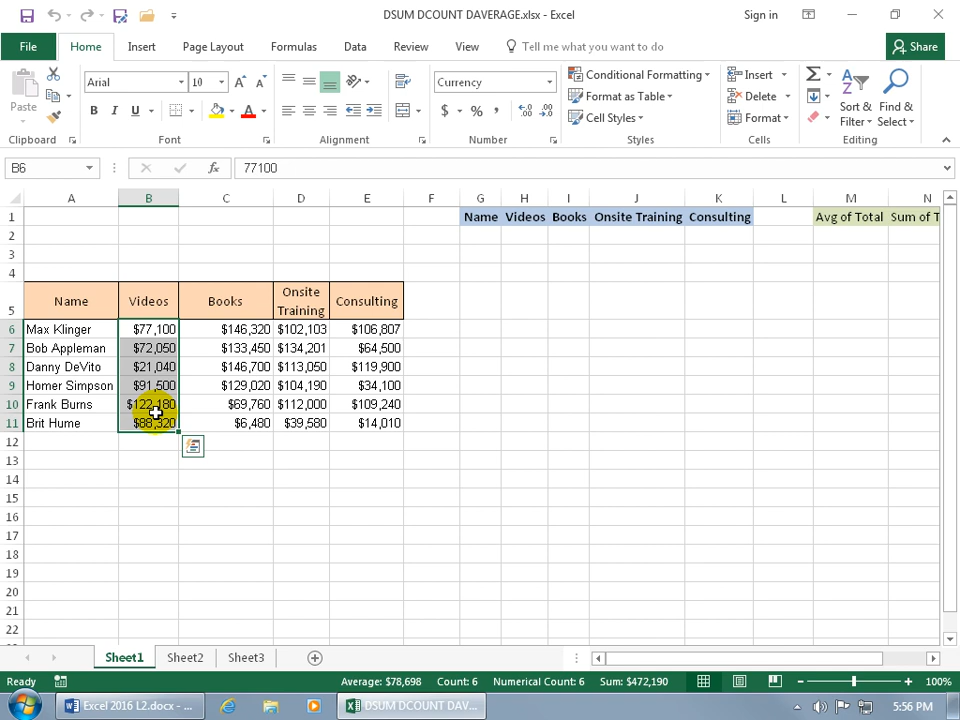 DSUM DCOUNT DAVERAGE.xlsx - Excel
Sign in
File Home Insert Page Layout Formulas Data Review View Tell me what you want to do Share
Arial 10 Currency
Paste
B I U A $ % ,
Conditional Formatting
Format as Table
Cell Styles
Insert
Delete
Format
Sort & Filter
Find & Select
Clipboard Font Alignment Number Styles Cells Editing
B6 fx 77100
A B C D E F G H I J K L M N
1 Name Videos Books Onsite Training Consulting Avg of Total Sum of T
2
3
4
5 Name Videos Books Onsite Training Consulting
6 Max Klinger $77,100 $146,320 $102,103 $106,807
7 Bob Appleman $72,050 $133,450 $134,201 $64,500
8 Danny DeVito $21,040 $146,700 $113,050 $119,900
9 Homer Simpson $91,500 $129,020 $104,190 $34,100
10 Frank Burns $122,180 $69,760 $112,000 $109,240
11 Brit Hume $88,320 $6,480 $39,580 $14,010
12
13
14
15
16
17
18
19
20
21
22
Sheet1 Sheet2 Sheet3
Ready Average: $78,698 Count: 6 Numerical Count: 6 Sum: $472,190 100%
Excel 2016 L2.docx - ... DSUM DCOUNT DAV... 5:56 PM